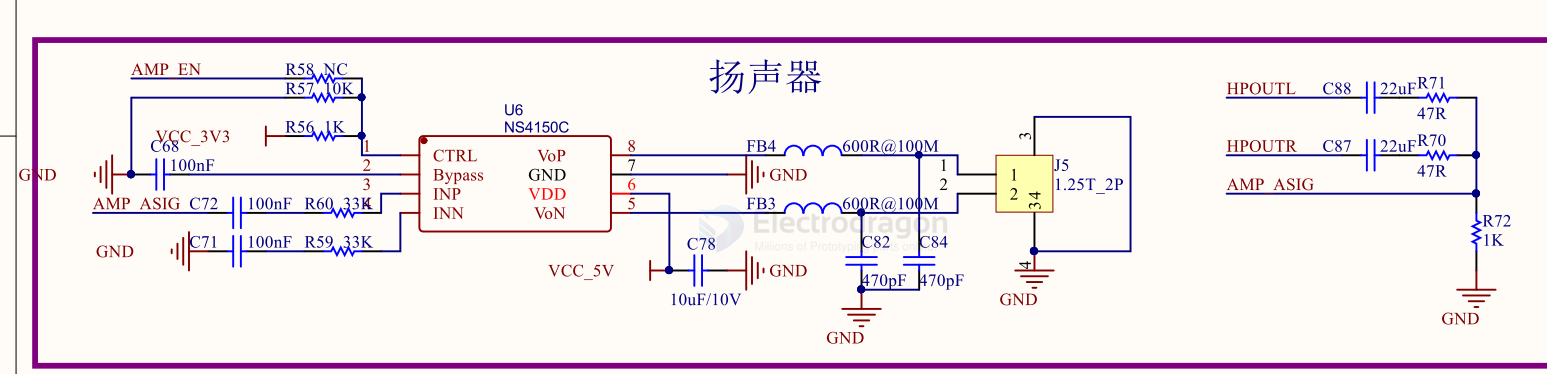 扬声器
AMP_EN
R58 NC
R57 10K
R56 1K
VCC_3V3
C68
100nF
GND
AMP_ASIG
C72
100nF
R60 33K
GND
C71
100nF
R59 33K
1
2
3
4
U6
NS4150C
CTRL
Bypass
INP
INN
VoP
GND
VDD
VoN
8
7
6
5
FB4
600R@100M
GND
FB3
600R@100M
VCC_5V
C78
10uF/10V
GND
C82
470pF
C84
470pF
GND
Electrodragon
1
2
3
1
2
34
4
J5
1.25T_2P
GND
HPOUTL
C88
22uF
R71
47R
HPOUTR
C87
22uF
R70
47R
AMP_ASIG
R72
1K
GND